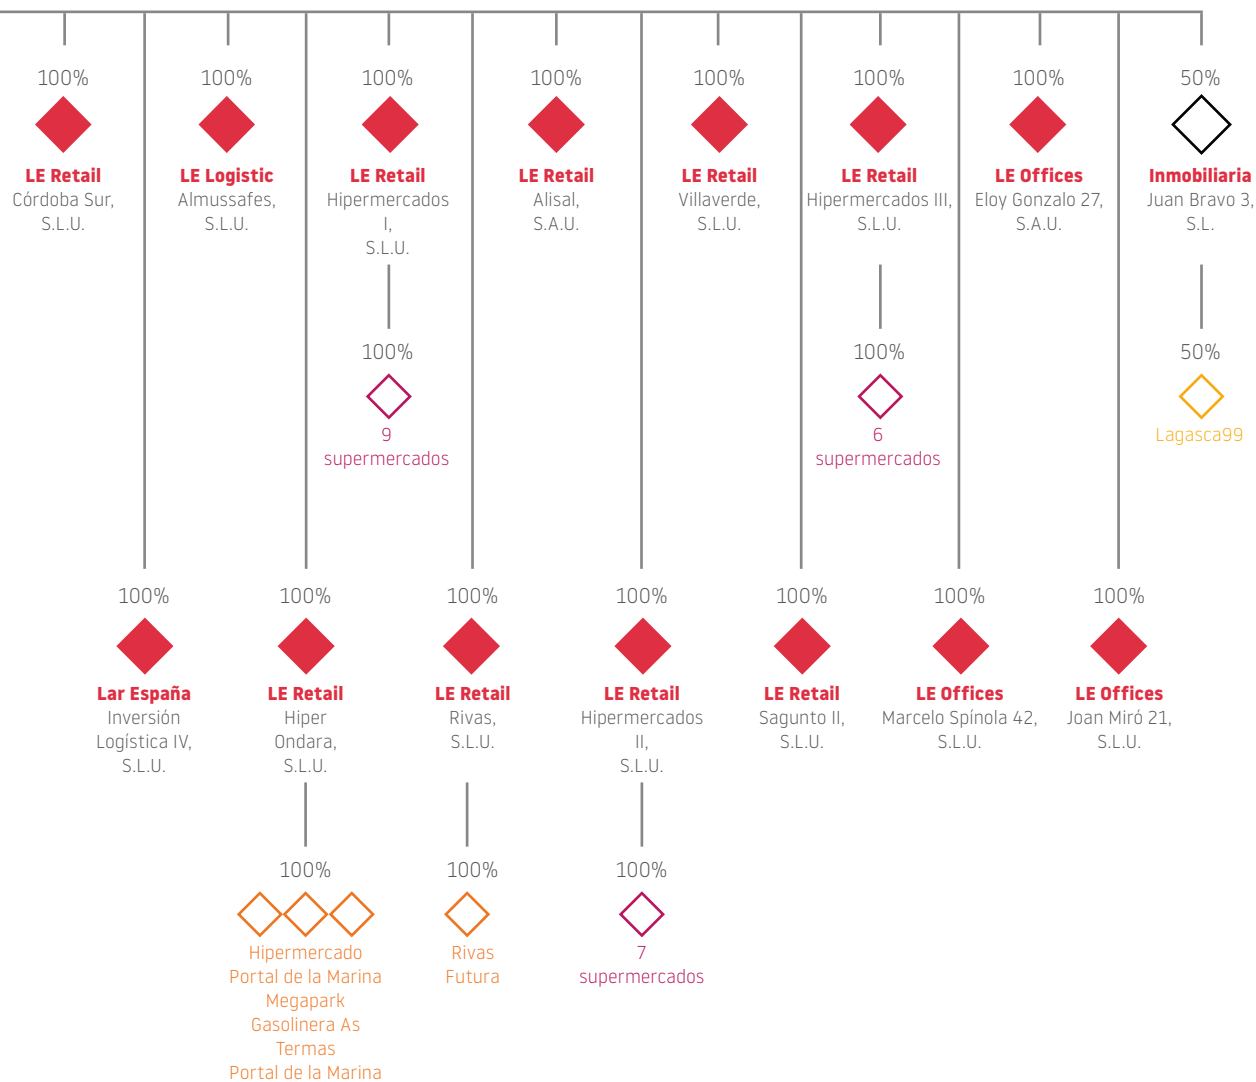 100%
LE Retail
Córdoba Sur,
S.L.U.
100%
LE Logistic
Almussafes,
S.L.U.
100%
LE Retail
Hipermercados
I,
S.L.U.
100%
LE Retail
Alisal,
S.A.U.
100%
LE Retail
Villaverde,
S.L.U.
100%
LE Retail
Hipermercados III,
S.L.U.
100%
LE Offices
Eloy Gonzalo 27,
S.A.U.
50%
Inmobiliaria
Juan Bravo 3,
S.L.
100%
9
supermercados
100%
6
supermercados
50%
Lagasca99
100%
Lar España
Inversión
Logística IV,
S.L.U.
100%
LE Retail
Hiper
Ondara,
S.L.U.
100%
LE Retail
Rivas,
S.L.U.
100%
LE Retail
Hipermercados
II,
S.L.U.
100%
LE Retail
Sagunto II,
S.L.U.
100%
LE Offices
Marcelo Spínola 42,
S.L.U.
100%
LE Offices
Joan Miró 21,
S.L.U.
100%
Hipermercado
Portal de la Marina
Megapark
Gasolinera As
Termas
Portal de la Marina
100%
Rivas
Futura
100%
7
supermercados